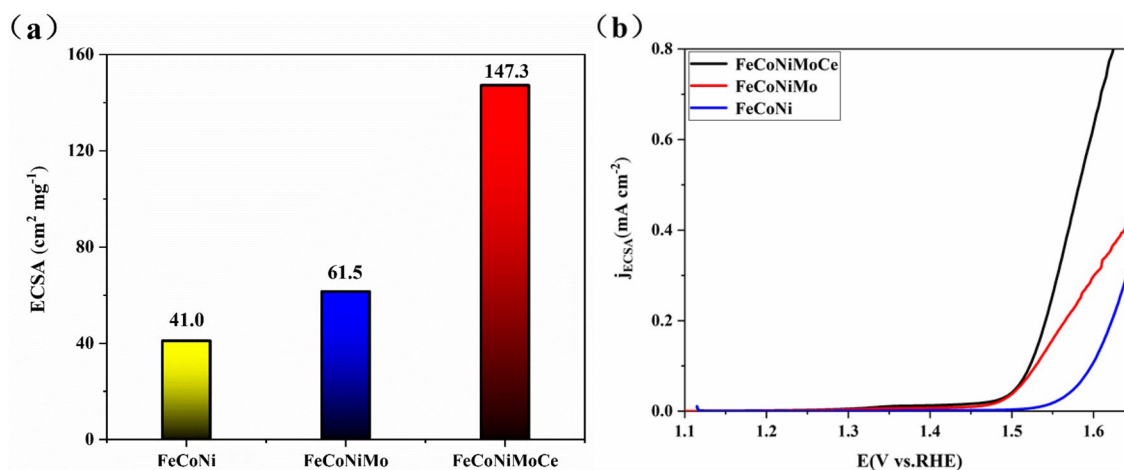 （a）
ECSA (cm² mg⁻¹)
160
120
80
40
0
41.0
61.5
147.3
FeCoNi
FeCoNiMo
FeCoNiMoCe
（b）
FeCoNiMoCe
FeCoNiMo
FeCoNi
jECSA(mA cm⁻²)
0.8
0.6
0.4
0.2
0.0
1.1
1.2
1.3
1.4
1.5
1.6
E(V vs.RHE)